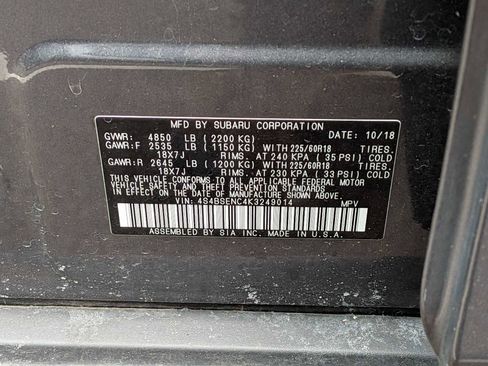 MFD BY SUBARU CORPORATION DATE: 10/18
GWWR: 4850 LB (2200 KG)
GAWR:F 2535 LB (1150 KG) WITH 225/60R18 TIRES.
18X7J RIMS. AT 240 KPA (35 PSI) COLD
GAWR:R 2645 LB (1200 KG) WITH 225/60R18 TIRES.
18X7J RIMS. AT 230 KPA (33 PSI) COLD
THIS VEHICLE CONFORMS TO ALL APPLICABLE FEDERAL MOTOR
VEHICLE SAFETY AND BUMPER STANDARDS
IN EFFECT ON THE DATE OF MANUFACTURE SHOWN ABOVE.
VIN: 4S4BSENC4K3249014 MPV
ASSEMBLED BY SIA INC. MADE IN U.S.A.